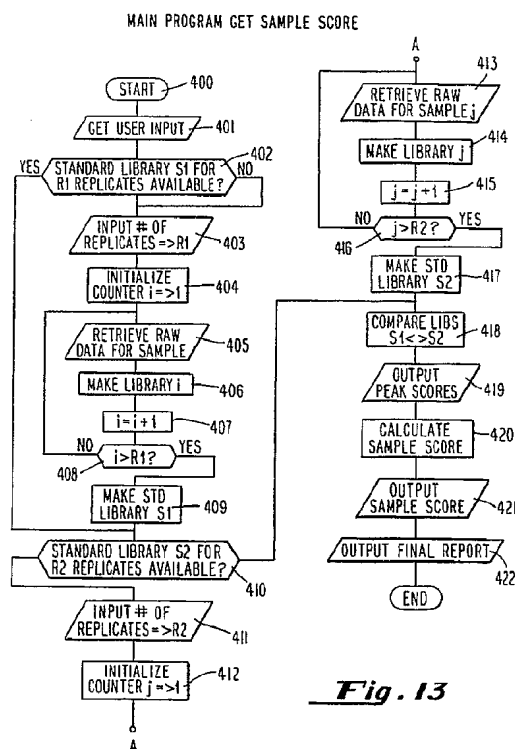 MAIN PROGRAM GET SAMPLE SCORE
START
400
GET USER INPUT
401
402
YES
STANDARD LIBRARY S1 FOR
R1 REPLICATES AVAILABLE?
NO
INPUT # OF
REPLICATES =>R1
403
INITIALIZE
COUNTER i =>1
404
RETRIEVE RAW
DATA FOR SAMPLE
405
MAKE LIBRARY i
406
i=i+1
407
NO
i>R1?
YES
408
MAKE STD
LIBRARY S1
409
STANDARD LIBRARY S2 FOR
R2 REPLICATES AVAILABLE?
410
INPUT # OF
REPLICATES=>R2
411
INITIALIZE
COUNTER j =>1
412
A
A
413
RETRIEVE RAW
DATA FOR SAMPLE j
MAKE LIBRARY j
414
j=j+1
415
NO
j>R2?
YES
416
MAKE STD
LIBRARY S2
417
COMPARE LIBS
S1<>S2
418
OUTPUT
PEAK SCORES
419
CALCULATE
SAMPLE SCORE
420
OUTPUT
SAMPLE SCORE
421
OUTPUT FINAL REPORT
422
END
Fig. 13